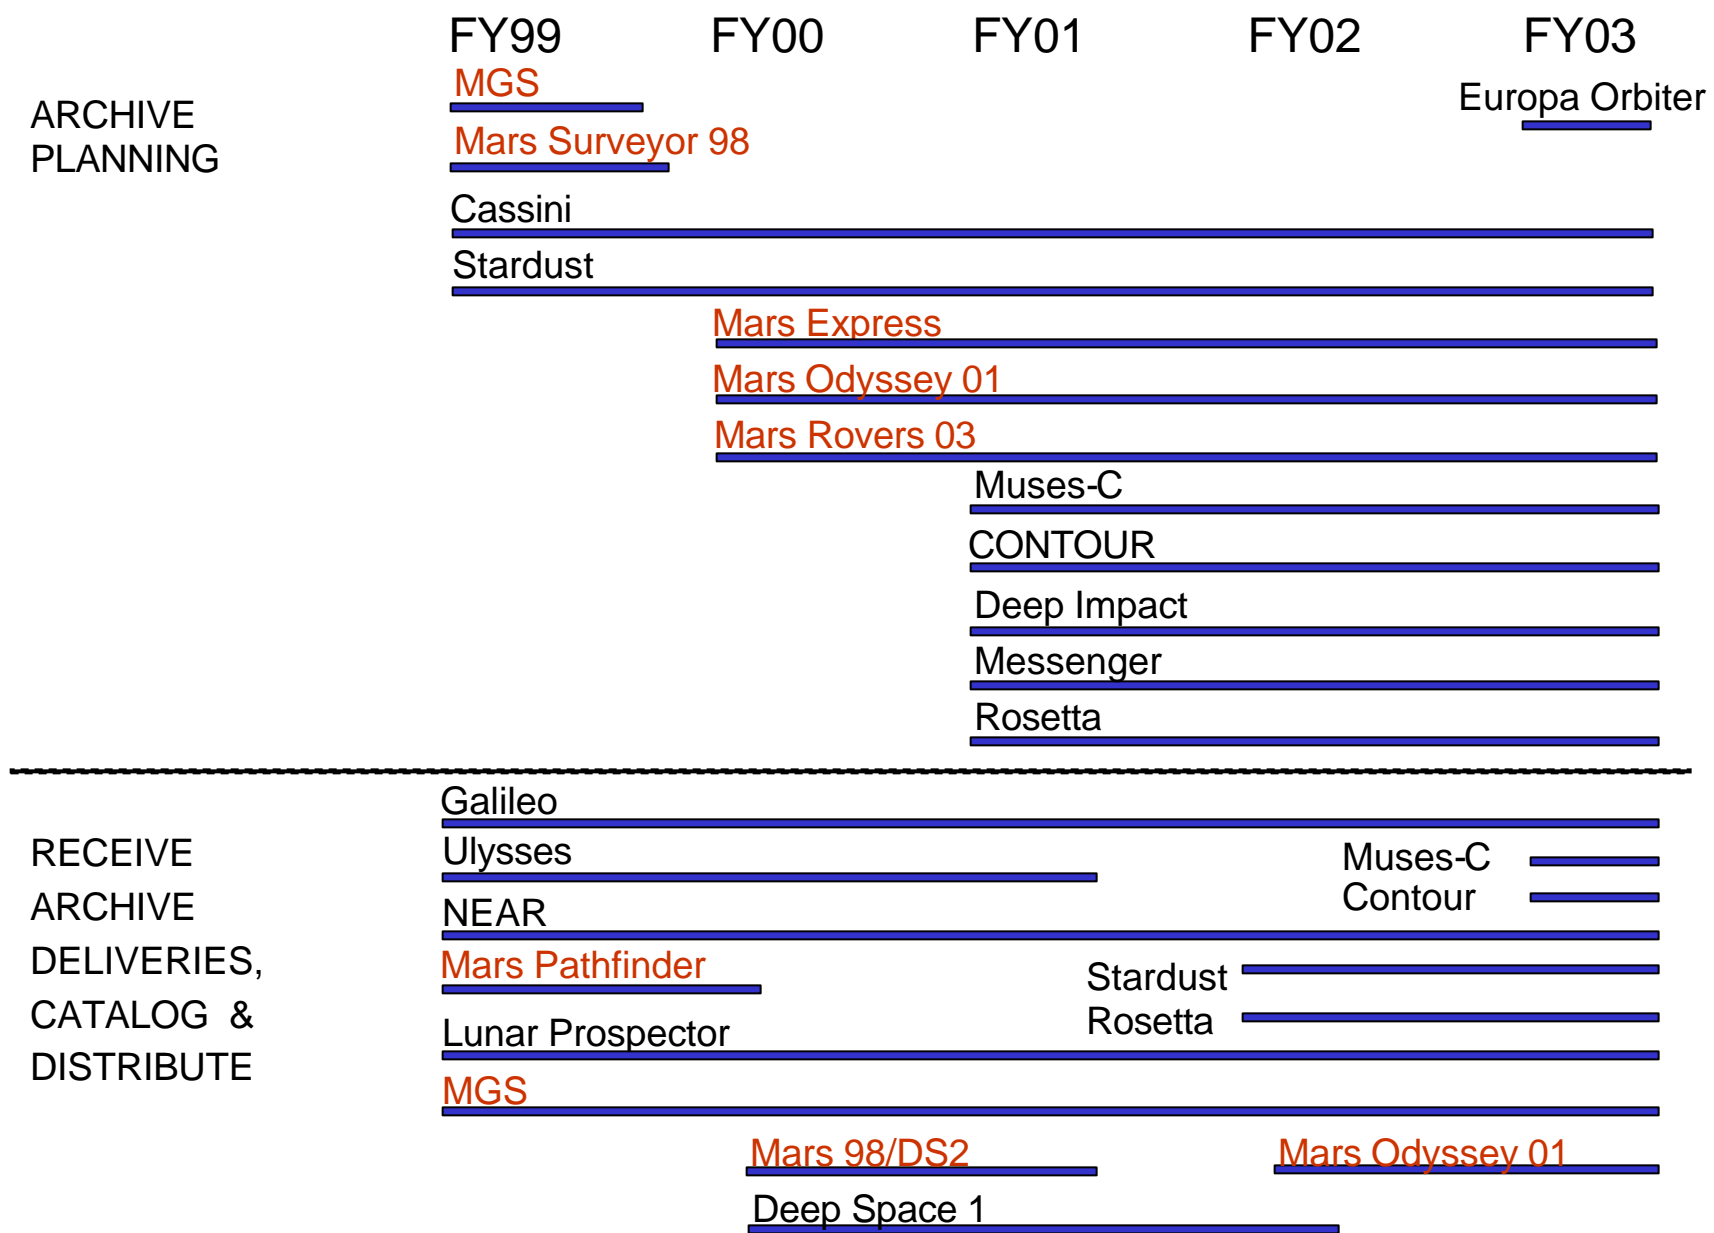 FY99 FY00 FY01 FY02 FY03
MGS
Europa Orbiter
ARCHIVE
PLANNING
Mars Surveyor 98
Cassini
Stardust
Mars Express
Mars Odyssey 01
Mars Rovers 03
Muses-C
CONTOUR
Deep Impact
Messenger
Rosetta
RECEIVE
ARCHIVE
DELIVERIES,
CATALOG &
DISTRIBUTE
Galileo
Ulysses
Muses-C
Contour
NEAR
Mars Pathfinder
Stardust
Rosetta
Lunar Prospector
MGS
Mars 98/DS2
Mars Odyssey 01
Deep Space 1